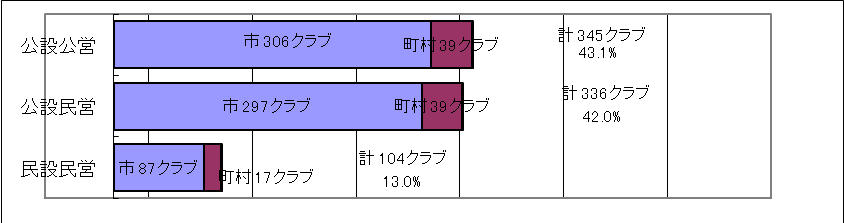 公設公営 市306クラブ 町村39クラブ 計345クラブ
43.1%
公設民営 市297クラブ 町村39クラブ 計336クラブ
42.0%
民設民営 市87クラブ 町村17クラブ 計104クラブ
13.0%